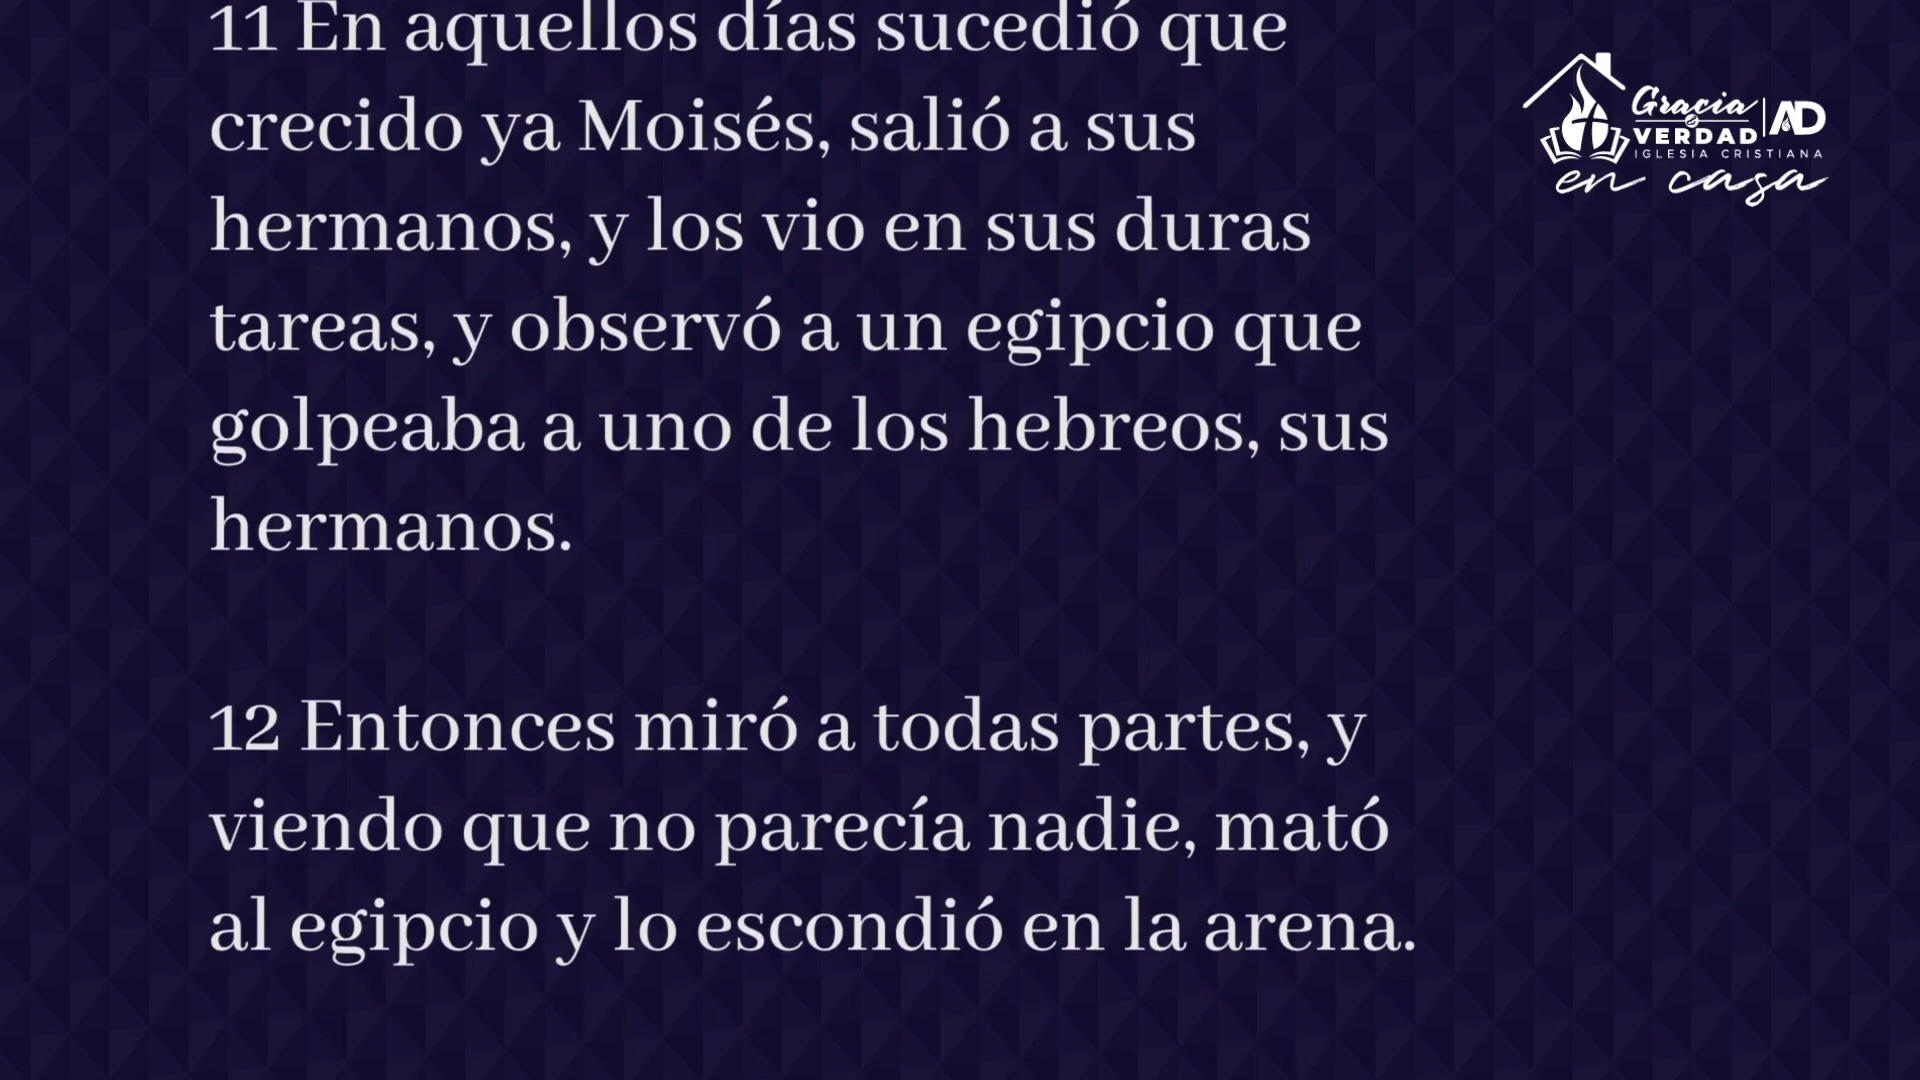 11 En aquellos días sucedió que
crecido ya Moisés, salió a sus
hermanos, y los vio en sus duras
tareas, y observó a un egipcio que
golpeaba a uno de los hebreos, sus
hermanos.
12 Entonces miró a todas partes, y
viendo que no parecía nadie, mató
al egipcio y lo escondió en la arena.
Gracia
VERDAD
AD
IGLESIA CRISTIANA
en casa